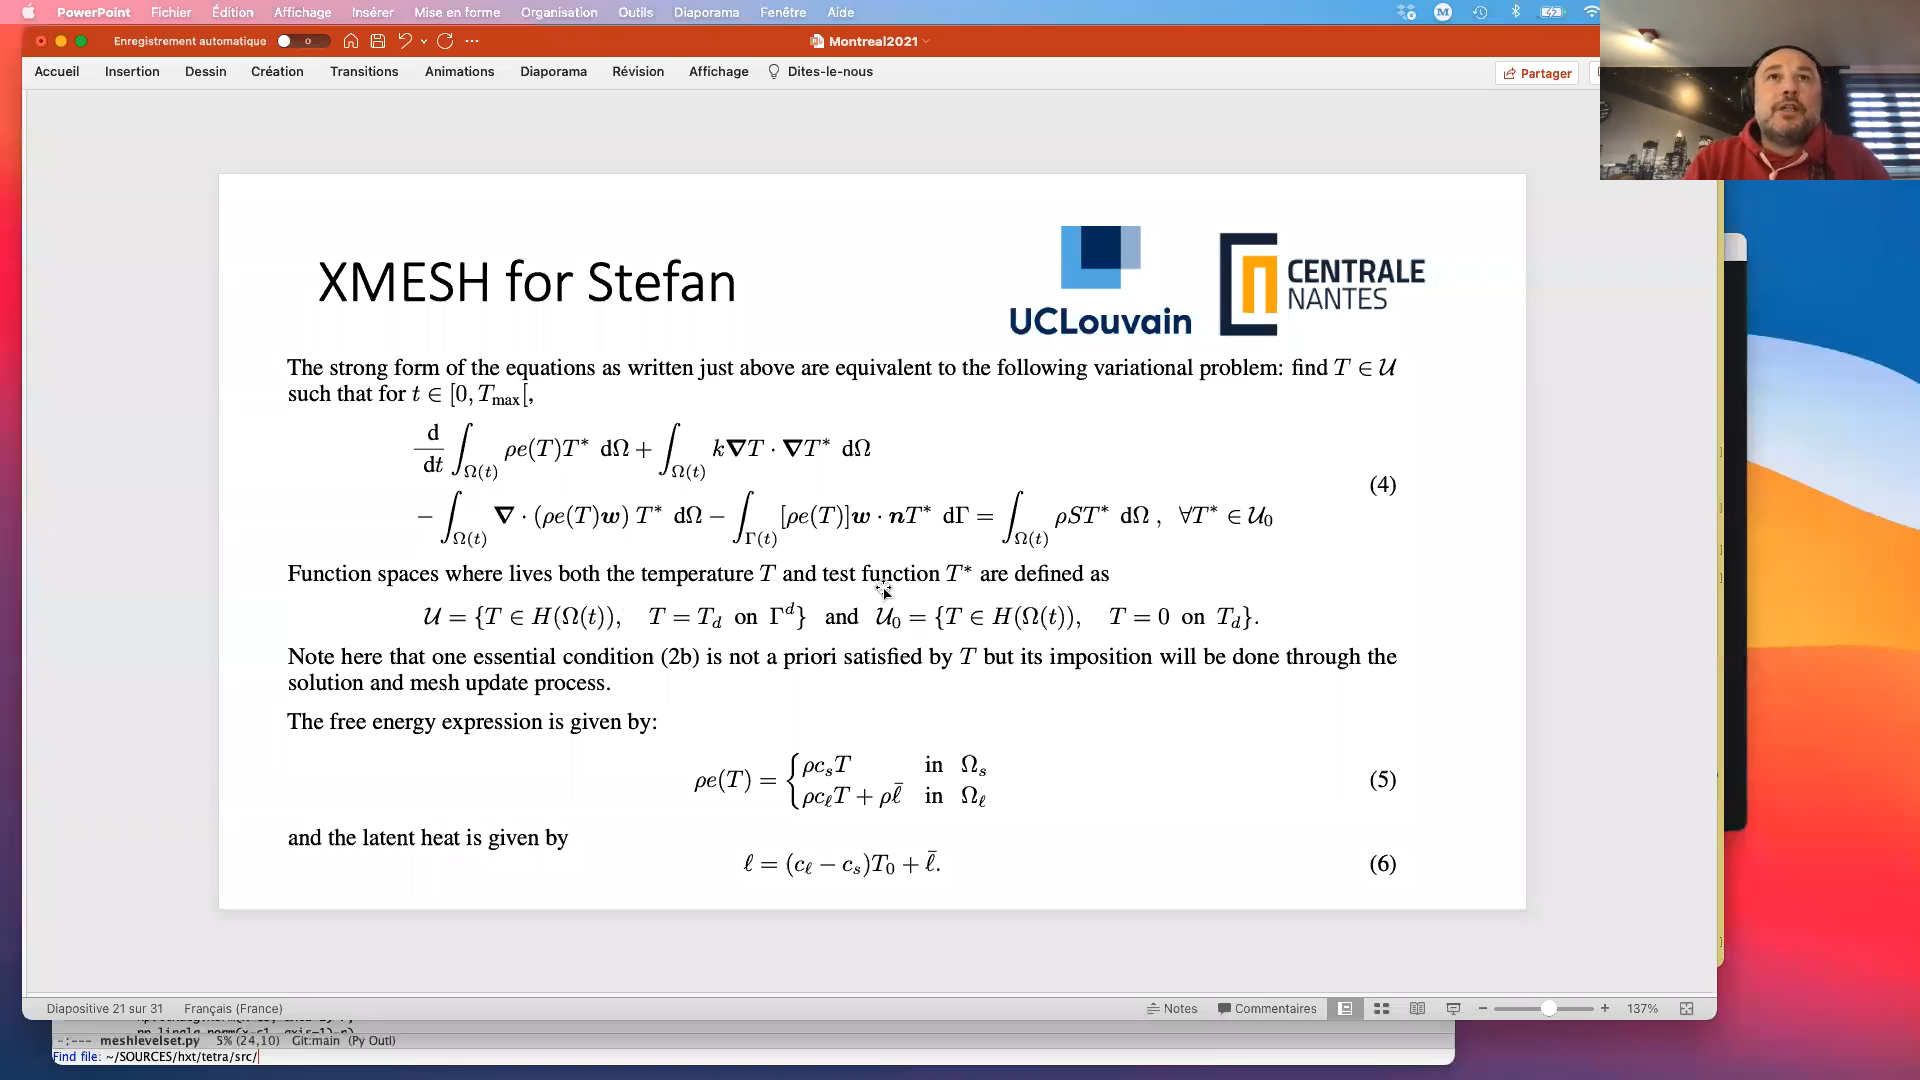 PowerPoint Fichier Édition Affichage Insérer Mise en forme Organisation Outils Diaporama Fenêtre Aide
Enregistrement automatique
Montreal2021
Accueil Insertion Dessin Création Transitions Animations Diaporama Révision Affichage Dites-le-nous
Partager
XMESH for Stefan
UCLouvain
CENTRALE
NANTES
The strong form of the equations as written just above are equivalent to the following variational problem: find T ∈ 𝒰
such that for t ∈ [0, T_max[,
d/dt ∫_Ω(t) ρe(T)T* dΩ + ∫_Ω(t) k∇T · ∇T* dΩ
− ∫_Ω(t) ∇ · (ρe(T)w) T* dΩ − ∫_Γ(t) [ρe(T)]w · nT* dΓ = ∫_Ω(t) ρST* dΩ , ∀T* ∈ 𝒰_0
(4)
Function spaces where lives both the temperature T and test function T* are defined as
𝒰 = {T ∈ H(Ω(t)), T = T_d on Γ^d} and 𝒰_0 = {T ∈ H(Ω(t)), T = 0 on T_d}.
Note here that one essential condition (2b) is not a priori satisfied by T but its imposition will be done through the
solution and mesh update process.
The free energy expression is given by:
ρe(T) = { ρc_sT in Ω_s
ρc_ℓT + ρℓ̄ in Ω_ℓ
(5)
and the latent heat is given by
ℓ = (c_ℓ − c_s)T_0 + ℓ̄.
(6)
Diapositive 21 sur 31 Français (France)
Notes Commentaires 137%
-:--- meshlevelset.py 5% (24,10) Git:main (Py Outl)
Find file: ~/SOURCES/hxt/tetra/src/